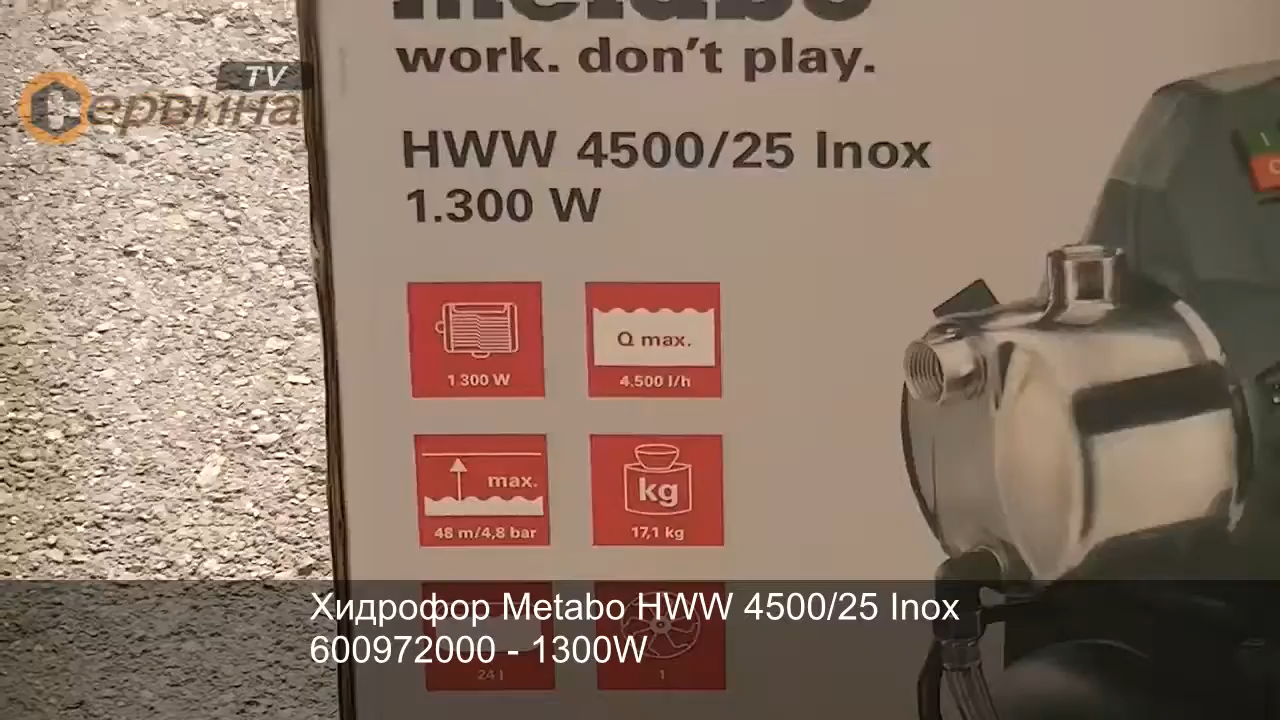 metabo
work. don't play.
TV
Сервина
HWW 4500/25 Inox
1.300 W
1.300 W
Q max.
4.500 l/h
max.
48 m/4,8 bar
kg
17,1 kg
Хидрофор Metabo HWW 4500/25 Inox
600972000 - 1300W
24 l
1